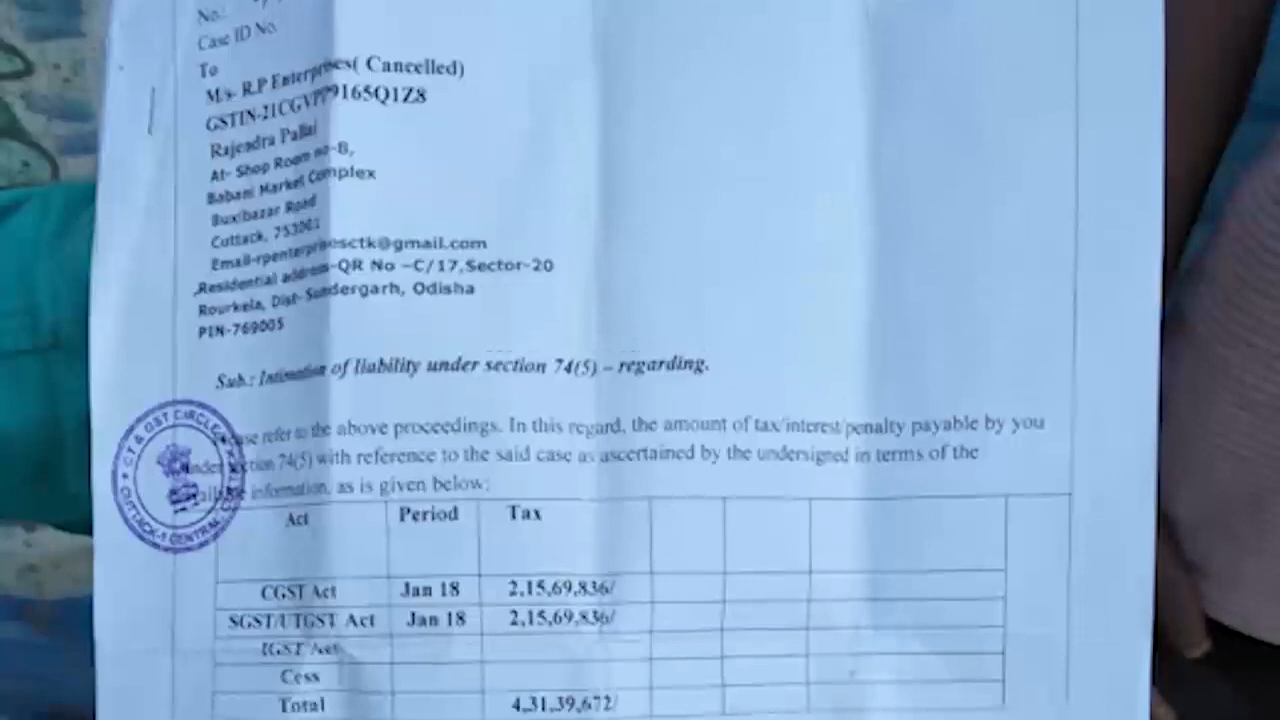 No.:
Case ID No.
To
M.s- R.P Enterprises( Cancelled)
GSTIN-21CGVPP9165Q1Z8
Rajendra Pallai
At- Shop Room no-8,
Babani Market Complex
Buxibazar Road
Cuttack, 753001
Email-rpenterprisesctk@gmail.com
Residential address-QR No -C/17,Sector-20
Rourkela, Dist- Sundergarh, Odisha
PIN-769005
Sub.: Intimation of liability under section 74(5) – regarding.
Please refer to the above proceedings. In this regard, the amount of tax/interest/penalty payable by you
under section 74(5) with reference to the said case as ascertained by the undersigned in terms of the
information, as is given below:
CT & GST CIRCLE
CUTTACK-1 CENTRAL
Act Period Tax
CGST Act Jan 18 2,15,69,836/
SGST/UTGST Act Jan 18 2,15,69,836/
IGST Act
Cess
Total 4,31,39,672/